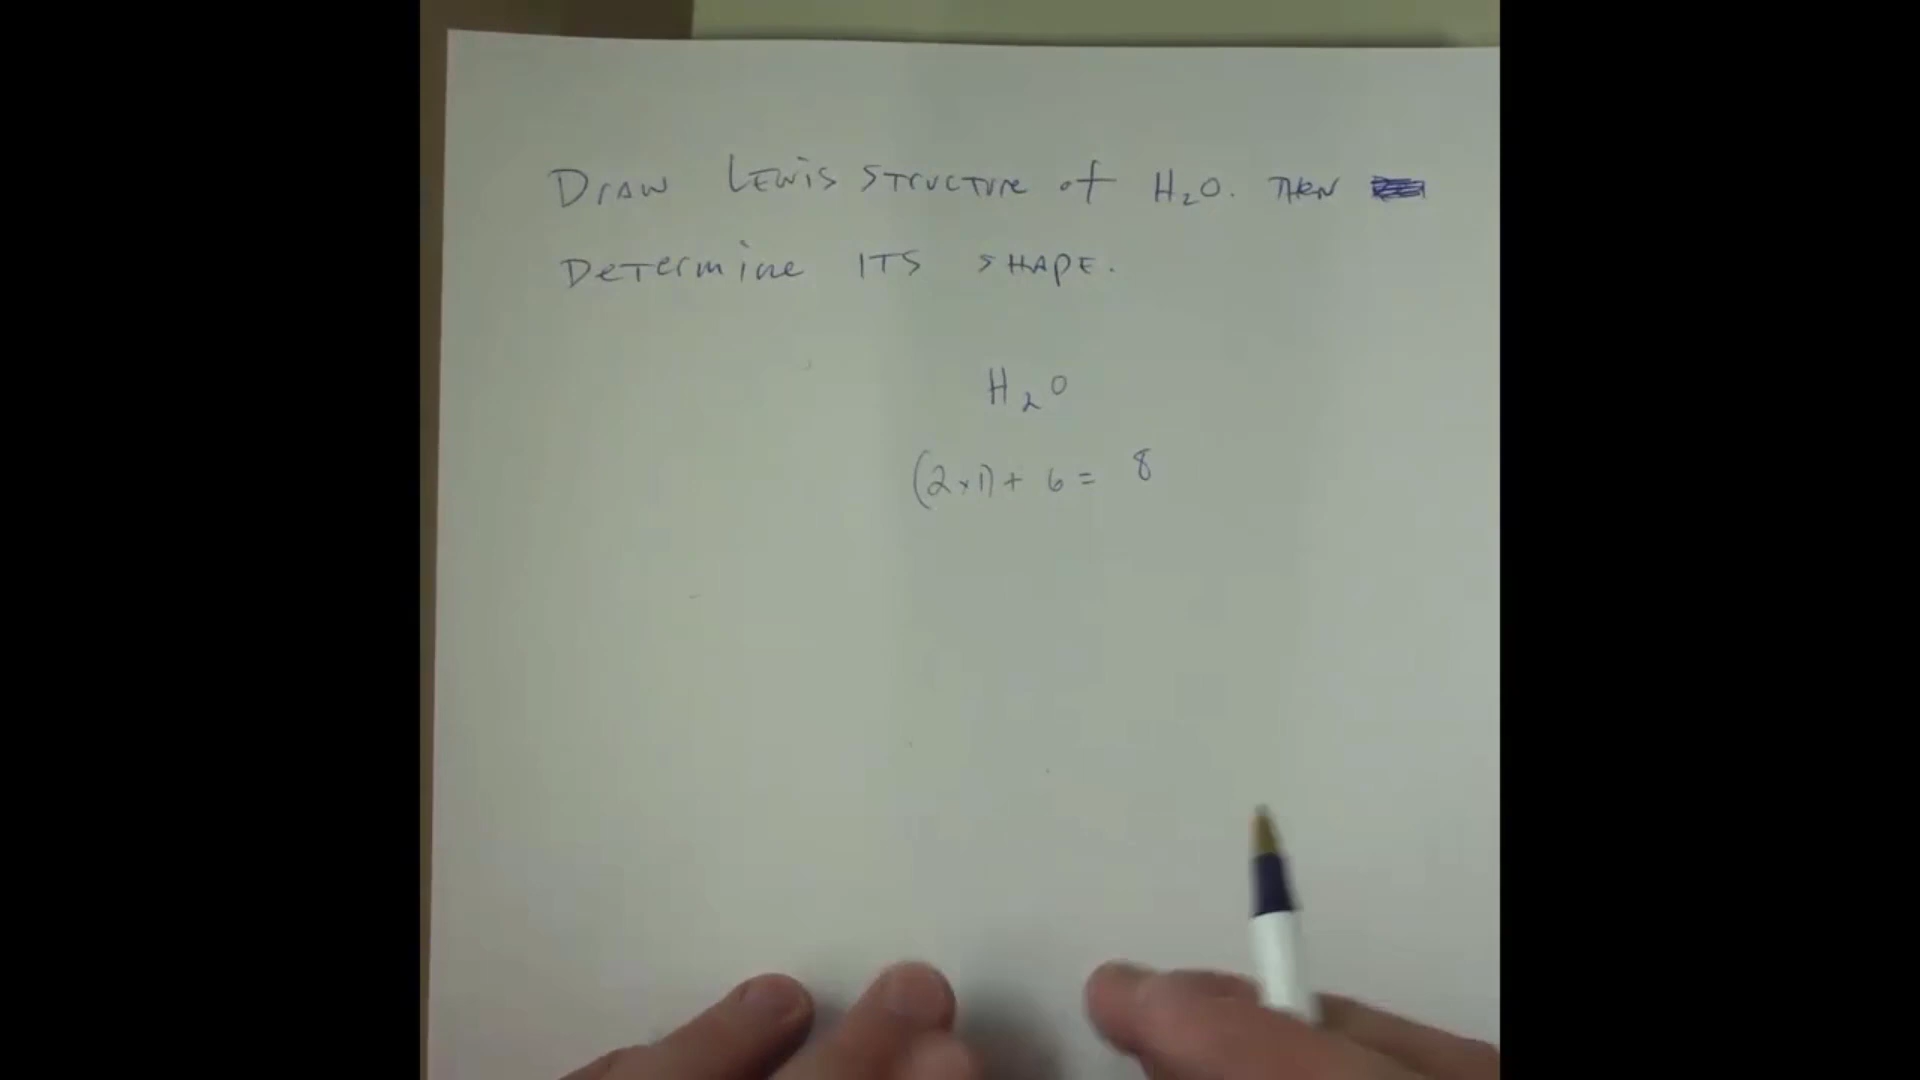 Draw Lewis Structure of H₂O. Then
Determine its shape.
H₂O
(2x1) + 6 = 8